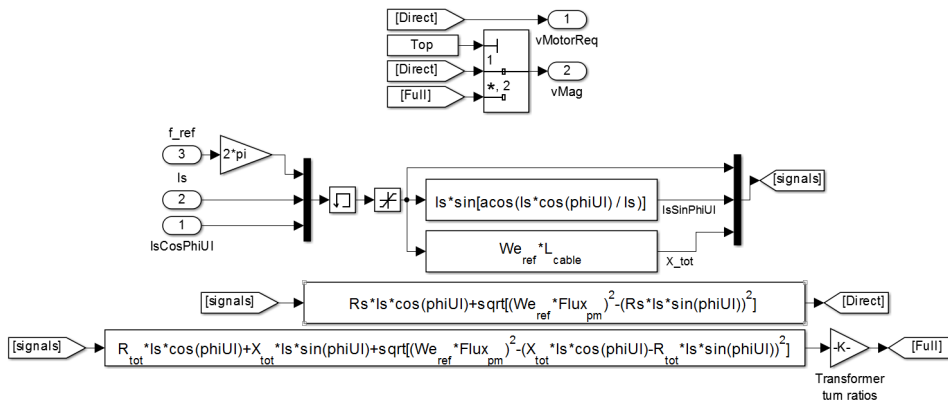 [Direct]
1
vMotorReq
Top
[Direct]
1
2
vMag
[Full]
*, 2
f_ref
3
2*pi
Is
2
1
IsCosPhiUI
Is*sin[acos(Is*cos(phiUI) / Is)]
IsSinPhiUI
We_ref*L_cable
X_tot
[signals]
[signals]
Rs*Is*cos(phiUI)+sqrt[(We_ref*Flux_pm)^2-(Rs*Is*sin(phiUI))^2]
[Direct]
[signals]
R_tot*Is*cos(phiUI)+X_tot*Is*sin(phiUI)+sqrt[(We_ref*Flux_pm)^2-(X_tot*Is*cos(phiUI)-R_tot*Is*sin(phiUI))^2]
-K-
[Full]
Transformer
turn ratios